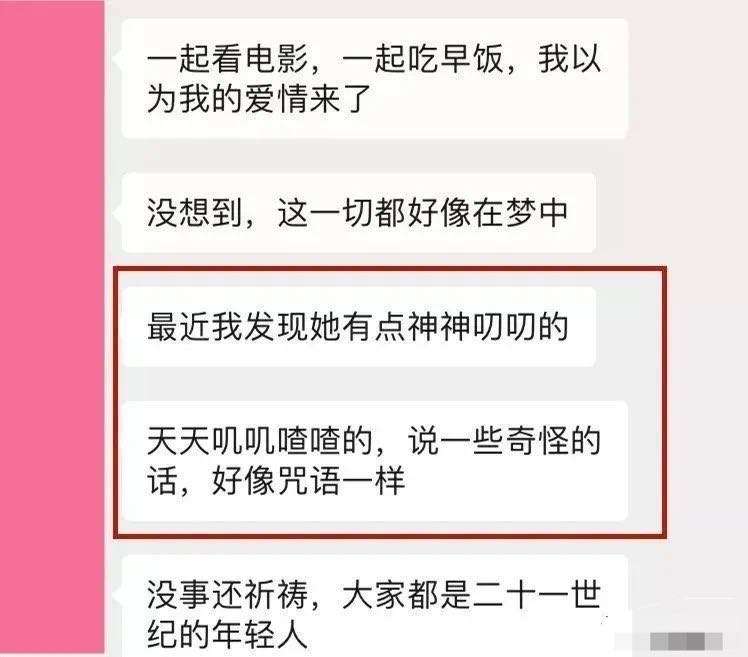 一起看电影，一起吃早饭，我以
为我的爱情来了
没想到，这一切都好像在梦中
最近我发现她有点神神叨叨的
天天叽叽喳喳的，说一些奇怪的
话，好像咒语一样
没事还祈祷，大家都是二十一世
纪的年轻人